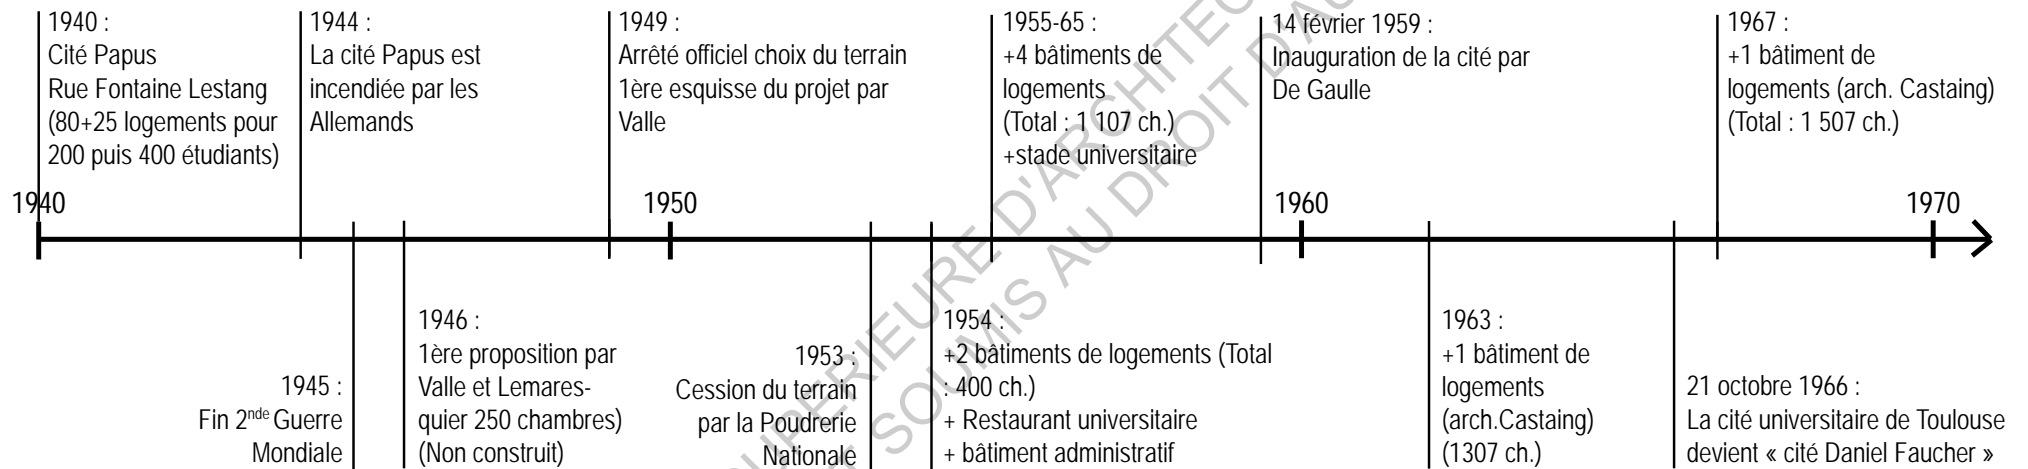 1940 :
Cité Papus
Rue Fontaine Lestang
(80+25 logements pour
200 puis 400 étudiants)
1944 :
La cité Papus est
incendiée par les
Allemands
1949 :
Arrêté officiel choix du terrain
1ère esquisse du projet par
Valle
1955-65 :
+4 bâtiments de
logements
(Total : 1 107 ch.)
+stade universitaire
14 février 1959 :
Inauguration de la cité par
De Gaulle
1967 :
+1 bâtiment de
logements (arch. Castaing)
(Total : 1 507 ch.)
1940
1950
1960
1970
1945 :
Fin 2nde Guerre
Mondiale
1946 :
1ère proposition par
Valle et Lemares-
quier 250 chambres)
(Non construit)
1953 :
Cession du terrain
par la Poudrerie
Nationale
1954 :
+2 bâtiments de logements (Total
: 400 ch.)
+ Restaurant universitaire
+ bâtiment administratif
1963 :
+1 bâtiment de
logements
(arch.Castaing)
(1307 ch.)
21 octobre 1966 :
La cité universitaire de Toulouse
devient « cité Daniel Faucher »
SOUMIS AU DROIT